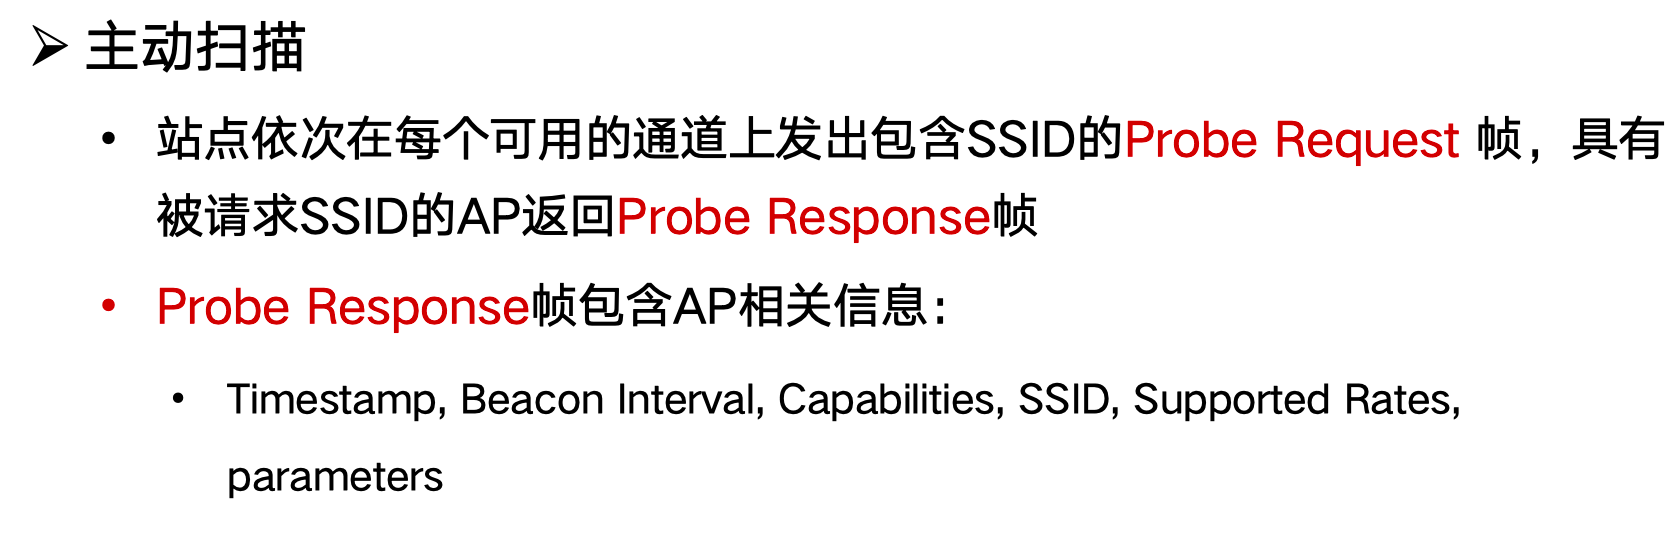 ➢ 主动扫描
• 站点依次在每个可用的通道上发出包含SSID的Probe Request 帧，具有
被请求SSID的AP返回Probe Response帧
• Probe Response帧包含AP相关信息：
• Timestamp, Beacon Interval, Capabilities, SSID, Supported Rates,
parameters